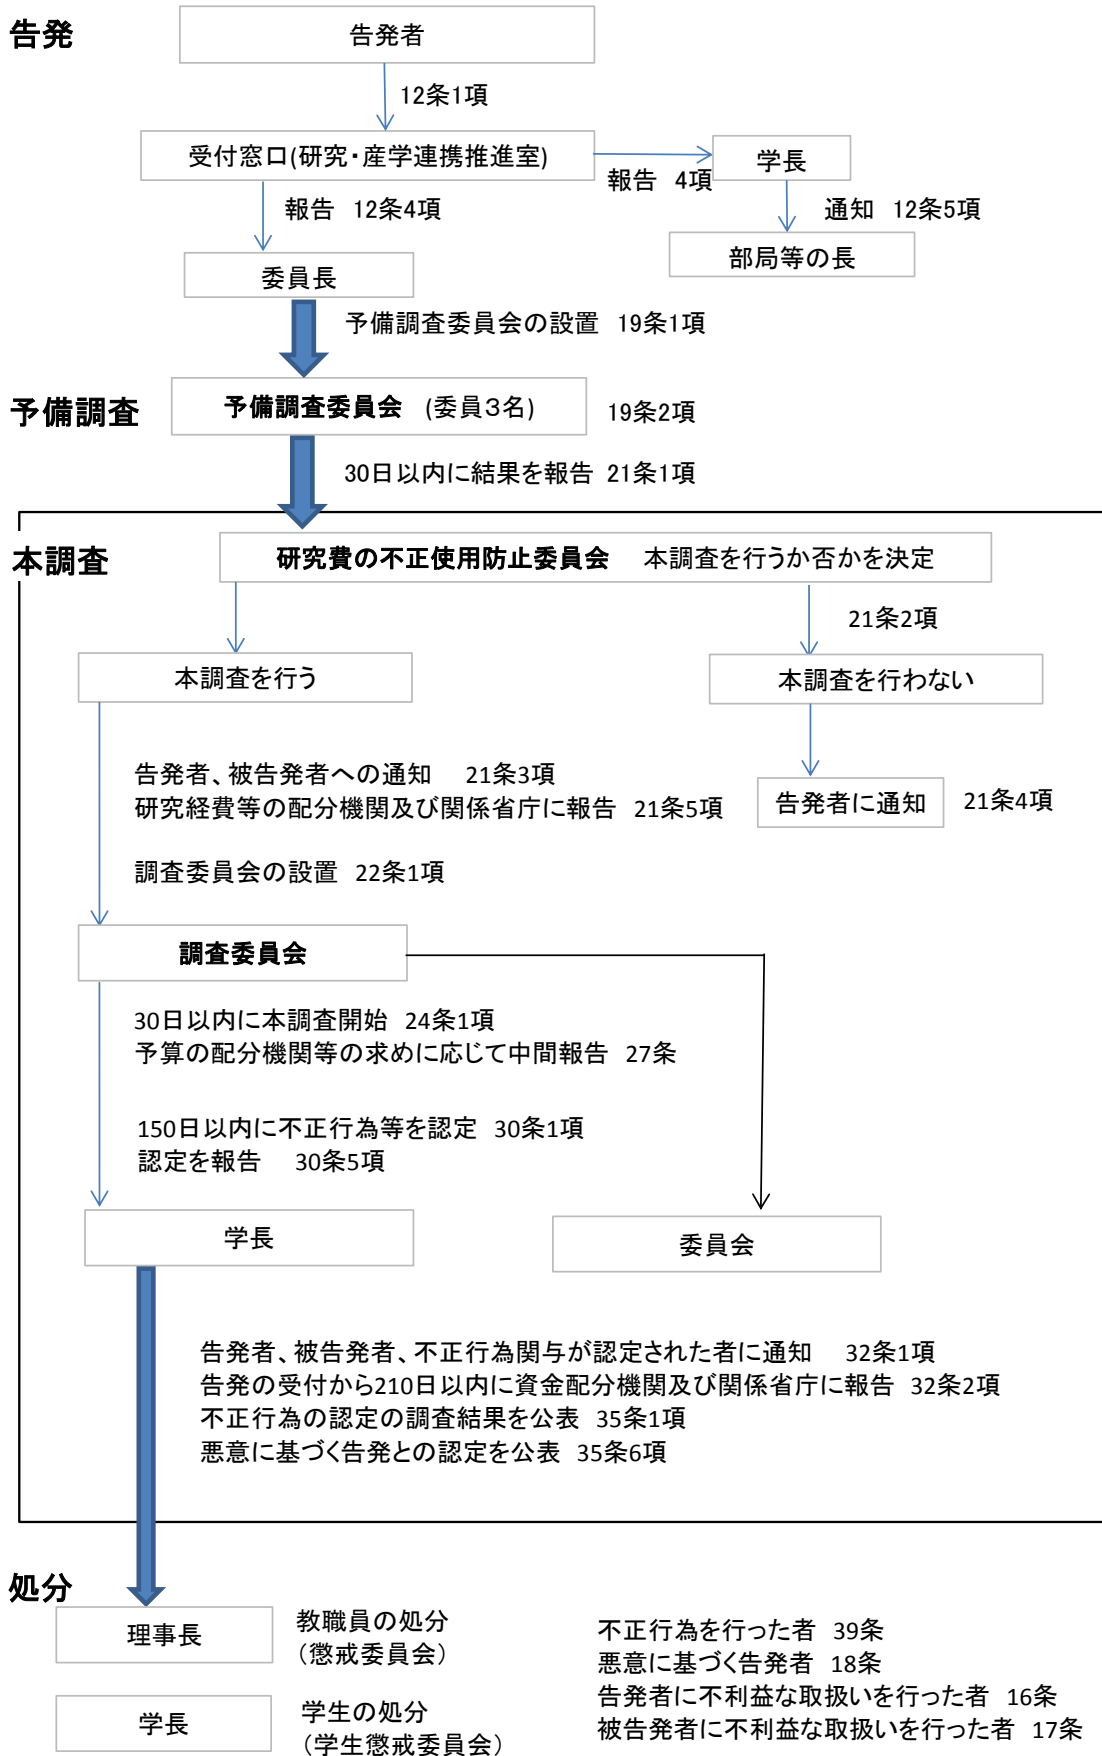 告発
告発者
12条1項
受付窓口(研究・産学連携推進室)
報告 4項
学長
報告 12条4項
通知 12条5項
部局等の長
委員長
予備調査委員会の設置 19条1項
予備調査
予備調査委員会 (委員3名)
19条2項
30日以内に結果を報告 21条1項
本調査
研究費の不正使用防止委員会 本調査を行うか否かを決定
21条2項
本調査を行う
本調査を行わない
告発者、被告発者への通知 21条3項
研究経費等の配分機関及び関係省庁に報告 21条5項
告発者に通知
21条4項
調査委員会の設置 22条1項
調査委員会
30日以内に本調査開始 24条1項
予算の配分機関等の求めに応じて中間報告 27条
150日以内に不正行為等を認定 30条1項
認定を報告 30条5項
学長
委員会
告発者、被告発者、不正行為関与が認定された者に通知 32条1項
告発の受付から210日以内に資金配分機関及び関係省庁に報告 32条2項
不正行為の認定の調査結果を公表 35条1項
悪意に基づく告発との認定を公表 35条6項
処分
理事長
教職員の処分
(懲戒委員会)
学長
学生の処分
(学生懲戒委員会)
不正行為を行った者 39条
悪意に基づく告発者 18条
告発者に不利益な取扱いを行った者 16条
被告発者に不利益な取扱いを行った者 17条